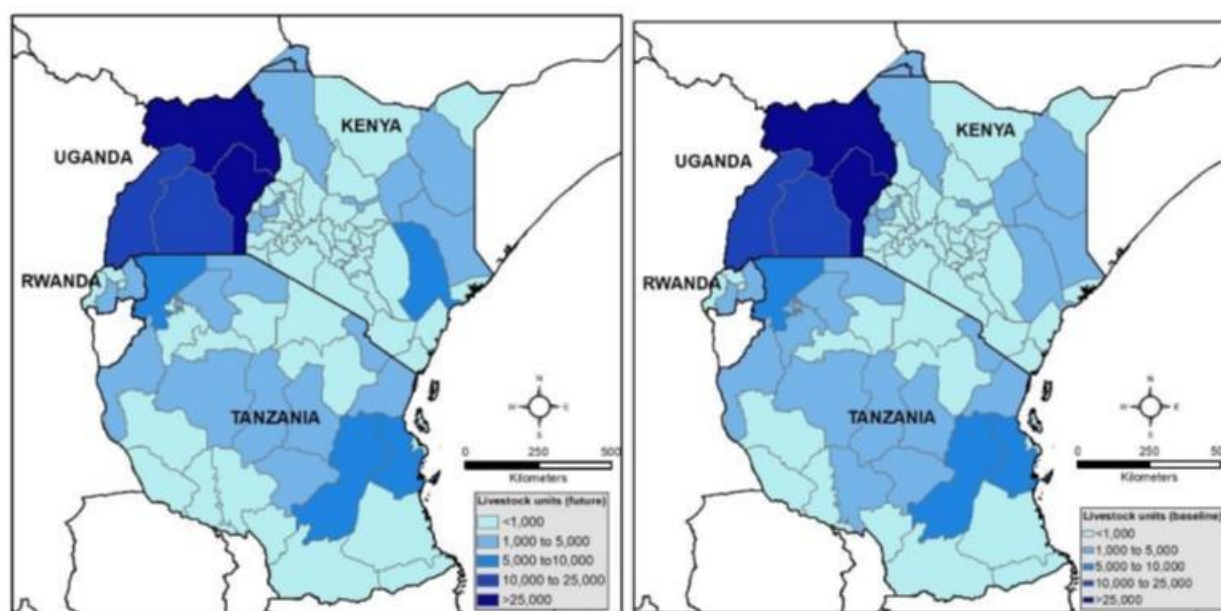 KENYA
UGANDA
RWANDA
TANZANIA
N
W E
S
0 250 500
Kilometers
Livestock units (future)
<1,000
1,000 to 5,000
5,000 to10,000
10,000 to 25,000
>25,000
KENYA
UGANDA
RWANDA
TANZANIA
N
W E
S
0 250 500
Kilometers
Livestock units (baseline)
<1,000
1,000 to 5,000
5,000 to 10,000
10,000 to 25,000
>25,000